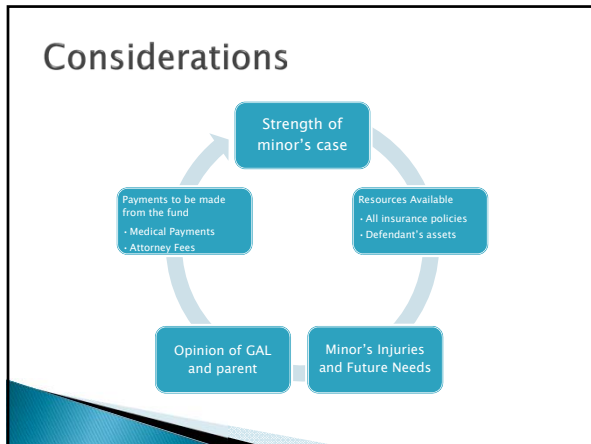 Considerations
Strength of
minor's case
Resources Available
• All insurance policies
• Defendant's assets
Minor's Injuries
and Future Needs
Opinion of GAL
and parent
Payments to be made
from the fund
• Medical Payments
• Attorney Fees